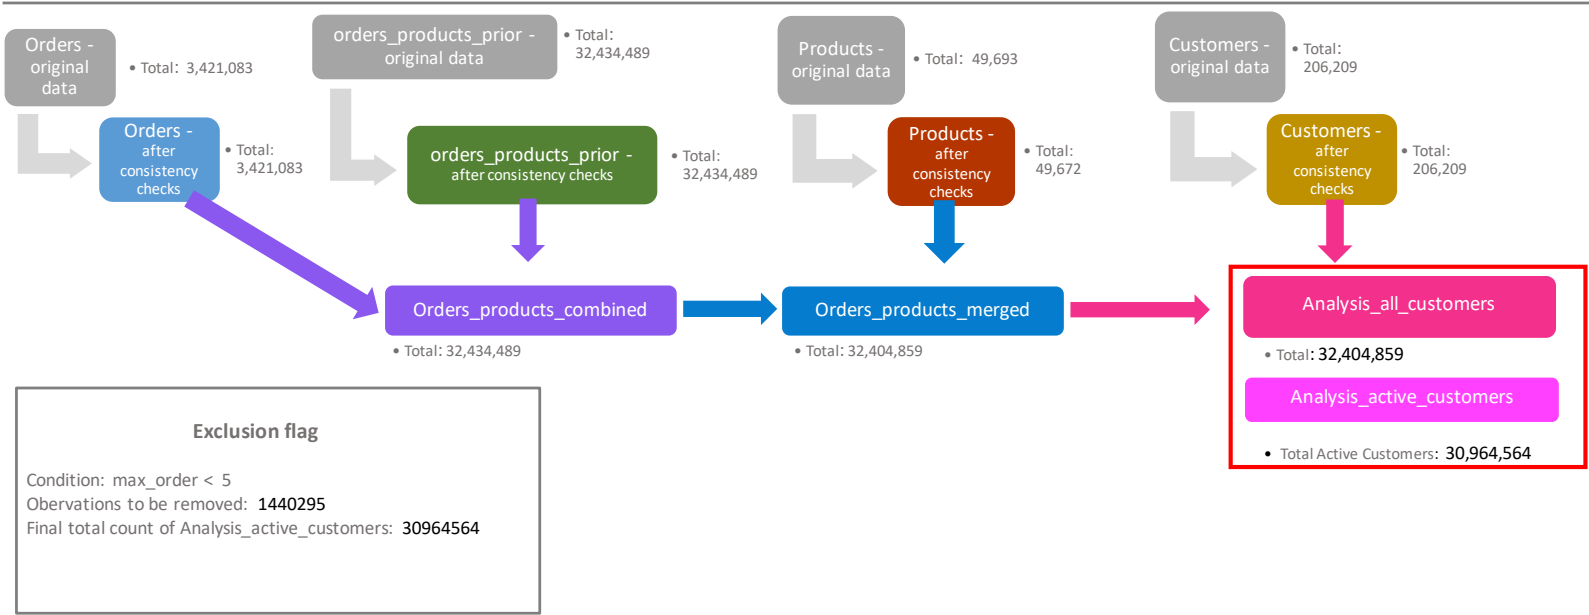 Orders -
original
data
• Total: 3,421,083
orders_products_prior -
original data
• Total:
32,434,489
Products -
original data
• Total: 49,693
Customers -
original data
• Total:
206,209
Orders -
after
consistency
checks
• Total:
3,421,083
orders_products_prior -
after consistency checks
• Total:
32,434,489
Products -
after
consistency
checks
• Total:
49,672
Customers -
after
consistency
checks
• Total:
206,209
Orders_products_combined
• Total: 32,434,489
Orders_products_merged
• Total: 32,404,859
Analysis_all_customers
• Total: 32,404,859
Analysis_active_customers
• Total Active Customers: 30,964,564
Exclusion flag
Condition: max_order < 5
Obervations to be removed: 1440295
Final total count of Analysis_active_customers: 30964564